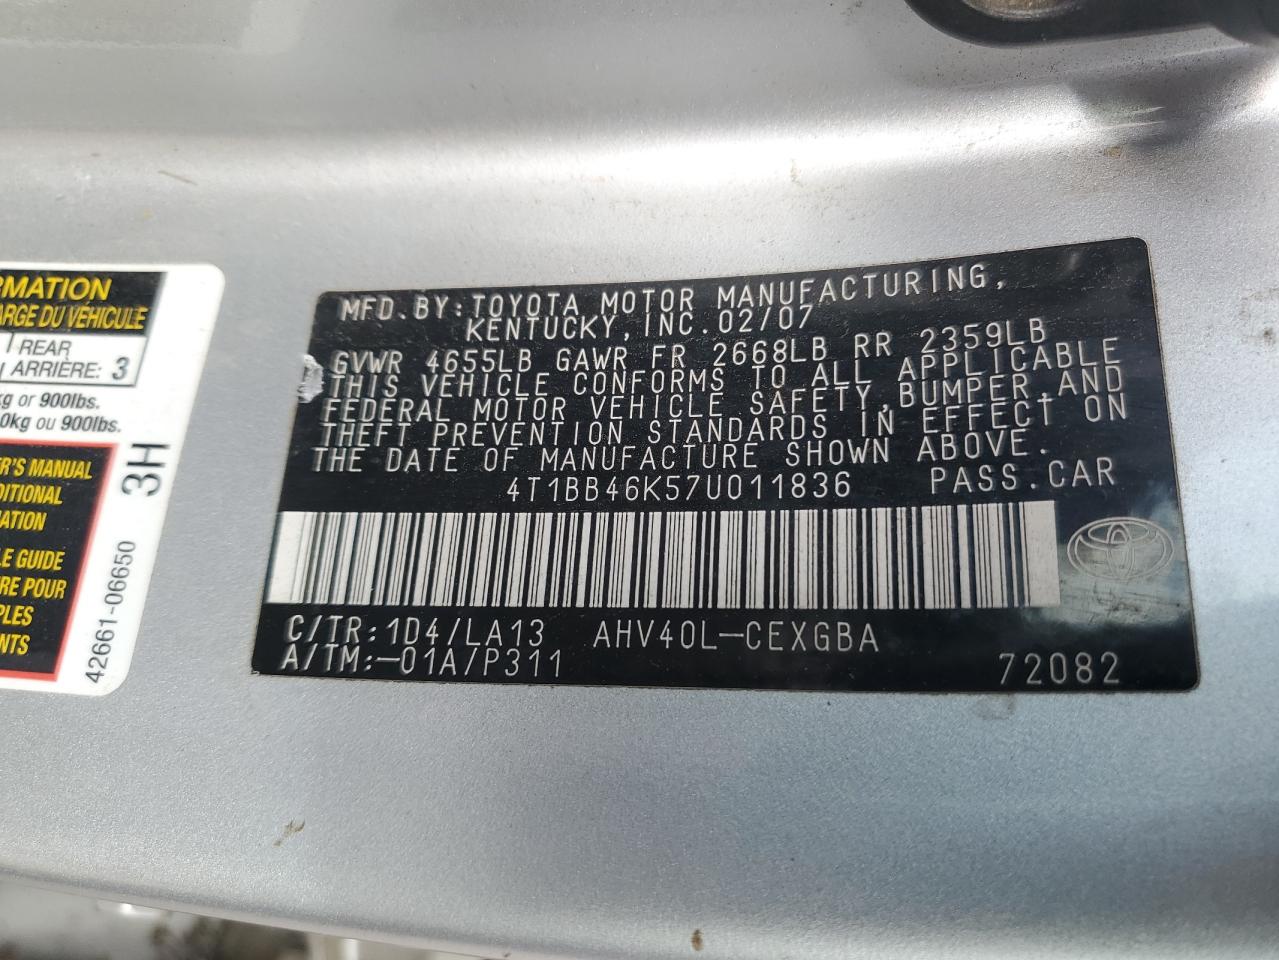 RMATION
ARGE DU VÉHICULE
REAR
ARRIÈRE: 3
kg or 900lbs.
0kg ou 900lbs.
ER'S MANUAL
DITIONAL
ATION
LE GUIDE
RE POUR
PLES
NTS
3H
42661-06650
MFD.BY:TOYOTA MOTOR MANUFACTURING,
KENTUCKY,INC.02/07
GVWR 4655LB GAWR FR 2668LB RR 2359LB
THIS VEHICLE CONFORMS TO ALL APPLICABLE
FEDERAL MOTOR VEHICLE SAFETY,BUMPER,AND
THEFT PREVENTION STANDARDS IN EFFECT ON
THE DATE OF MANUFACTURE SHOWN ABOVE.
4T1BB46K57U011836 PASS.CAR
C/TR:1D4/LA13 AHV40L-CEXGBA
A/TM:-01A/P311 72082